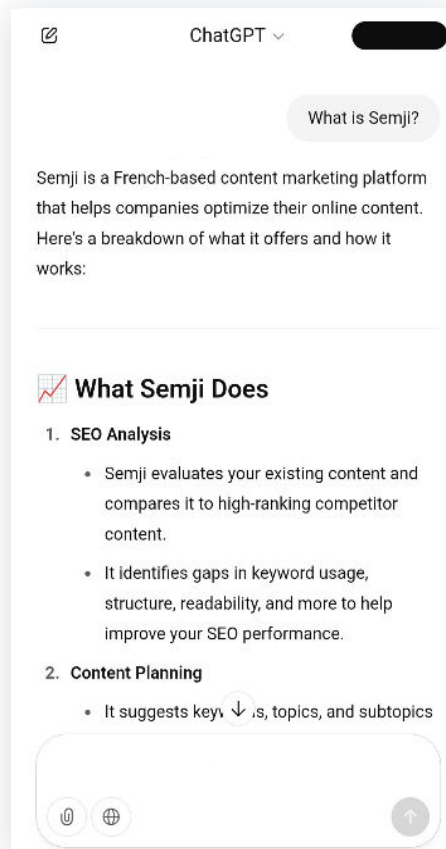 ChatGPT
What is Semji?
Semji is a French-based content marketing platform
that helps companies optimize their online content.
Here's a breakdown of what it offers and how it
works:
What Semji Does
1. SEO Analysis
• Semji evaluates your existing content and
compares it to high-ranking competitor
content.
• It identifies gaps in keyword usage,
structure, readability, and more to help
improve your SEO performance.
2. Content Planning
• It suggests , topics, and subtopics